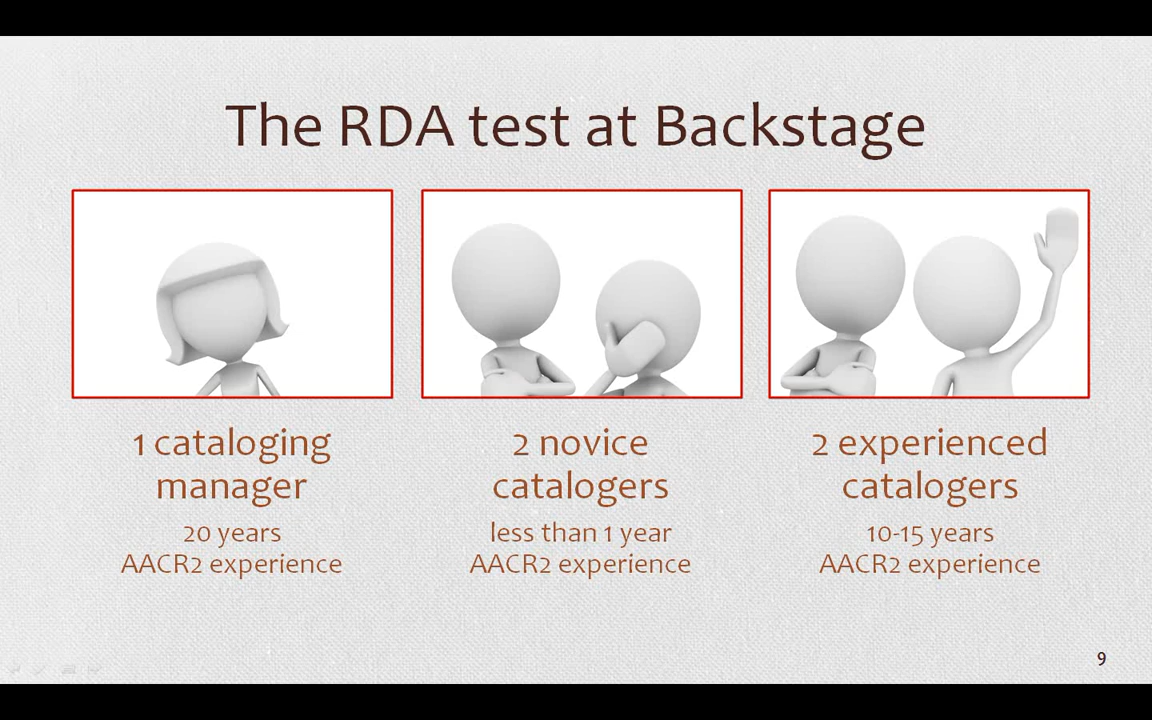 The RDA test at Backstage
1 cataloging
manager
20 years
AACR2 experience
2 novice
catalogers
less than 1 year
AACR2 experience
2 experienced
catalogers
10-15 years
AACR2 experience
9